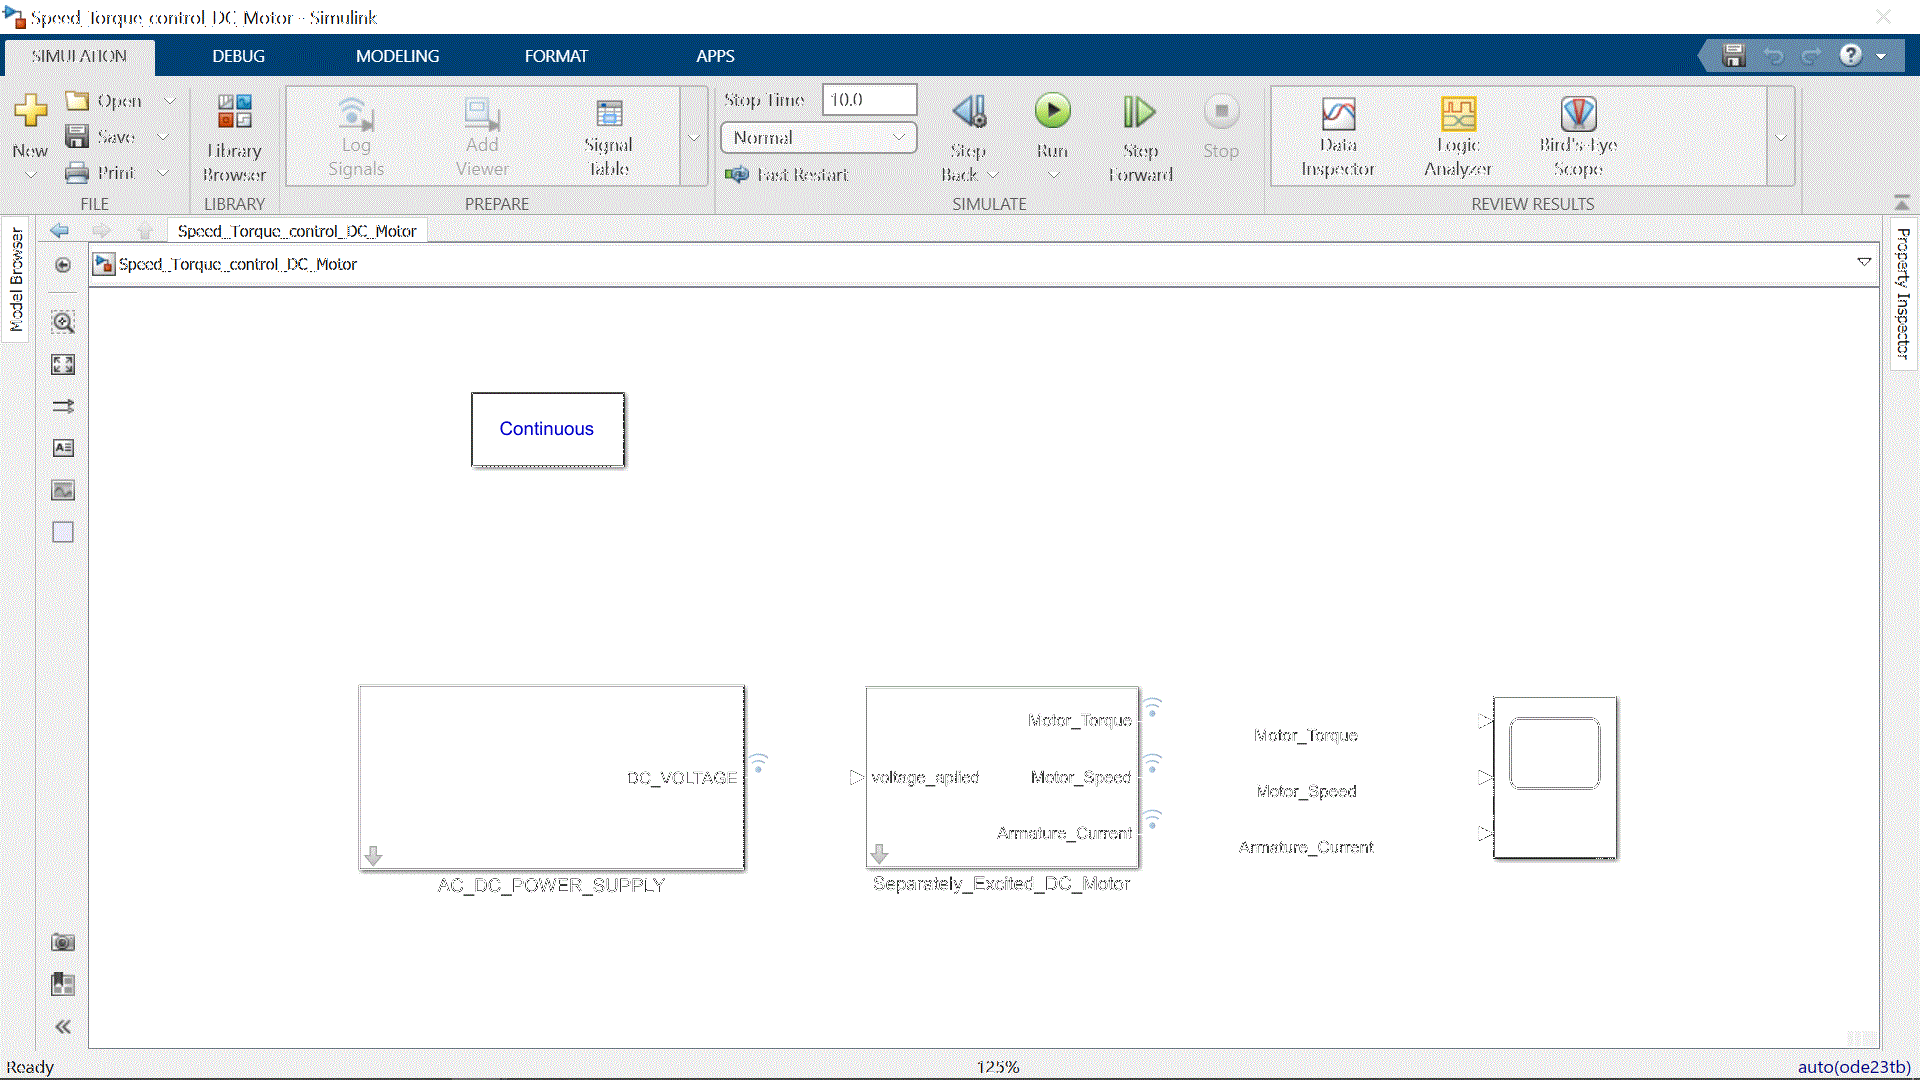 Speed_Torque_control_DC_Motor - Simulink
SIMULATION DEBUG MODELING FORMAT APPS
New
Open
Save
Print
FILE
Library Browser
LIBRARY
Log Signals
Add Viewer
Signal Table
PREPARE
Stop Time 10.0
Normal
Fast Restart
Step Back
Run
Step Forward
Stop
SIMULATE
Data Inspector
Logic Analyzer
Bird's-Eye Scope
REVIEW RESULTS
Model Browser
Speed_Torque_control_DC_Motor
Speed_Torque_control_DC_Motor
Property Inspector
Continuous
DC_VOLTAGE
AC_DC_POWER_SUPPLY
voltage_aplied
Motor_Torque
Motor_Speed
Armature_Current
Separately_Excited_DC_Motor
Motor_Torque
Motor_Speed
Armature_Current
Ready
125%
auto(ode23tb)